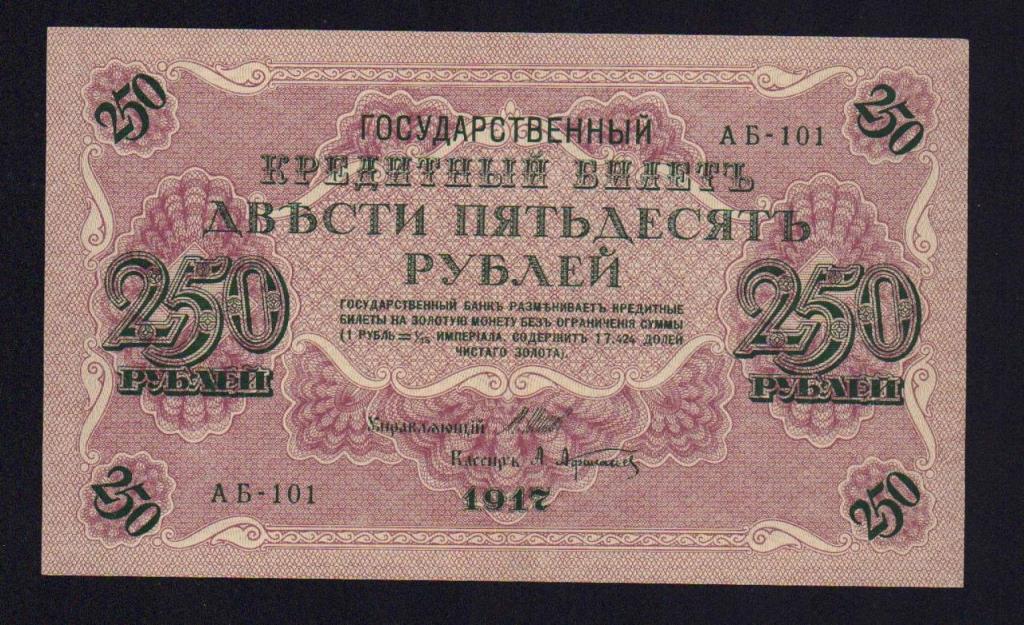 250
250
ГОСУДАРСТВЕННЫЙ
АБ-101
КРЕДИТНЫЙ БИЛЕТЪ
ДВѢСТИ ПЯТЬДЕСЯТЪ
РУБЛЕЙ
250
РУБЛЕЙ
ГОСУДАРСТВЕННЫЙ БАНКЪ РАЗМѢНИВАЕТЪ КРЕДИТНЫЕ
БИЛЕТЫ НА ЗОЛОТУЮ МОНЕТУ БЕЗЪ ОГРАНИЧЕНІЯ СУММЫ
(1 РУБЛЬ = 1/15 ИМПЕРІАЛА, СОДЕРЖИТЪ 17,424 ДОЛЕЙ
ЧИСТАГО ЗОЛОТА).
250
РУБЛЕЙ
Управляющій
Кассиръ
1917
АБ-101
250
250